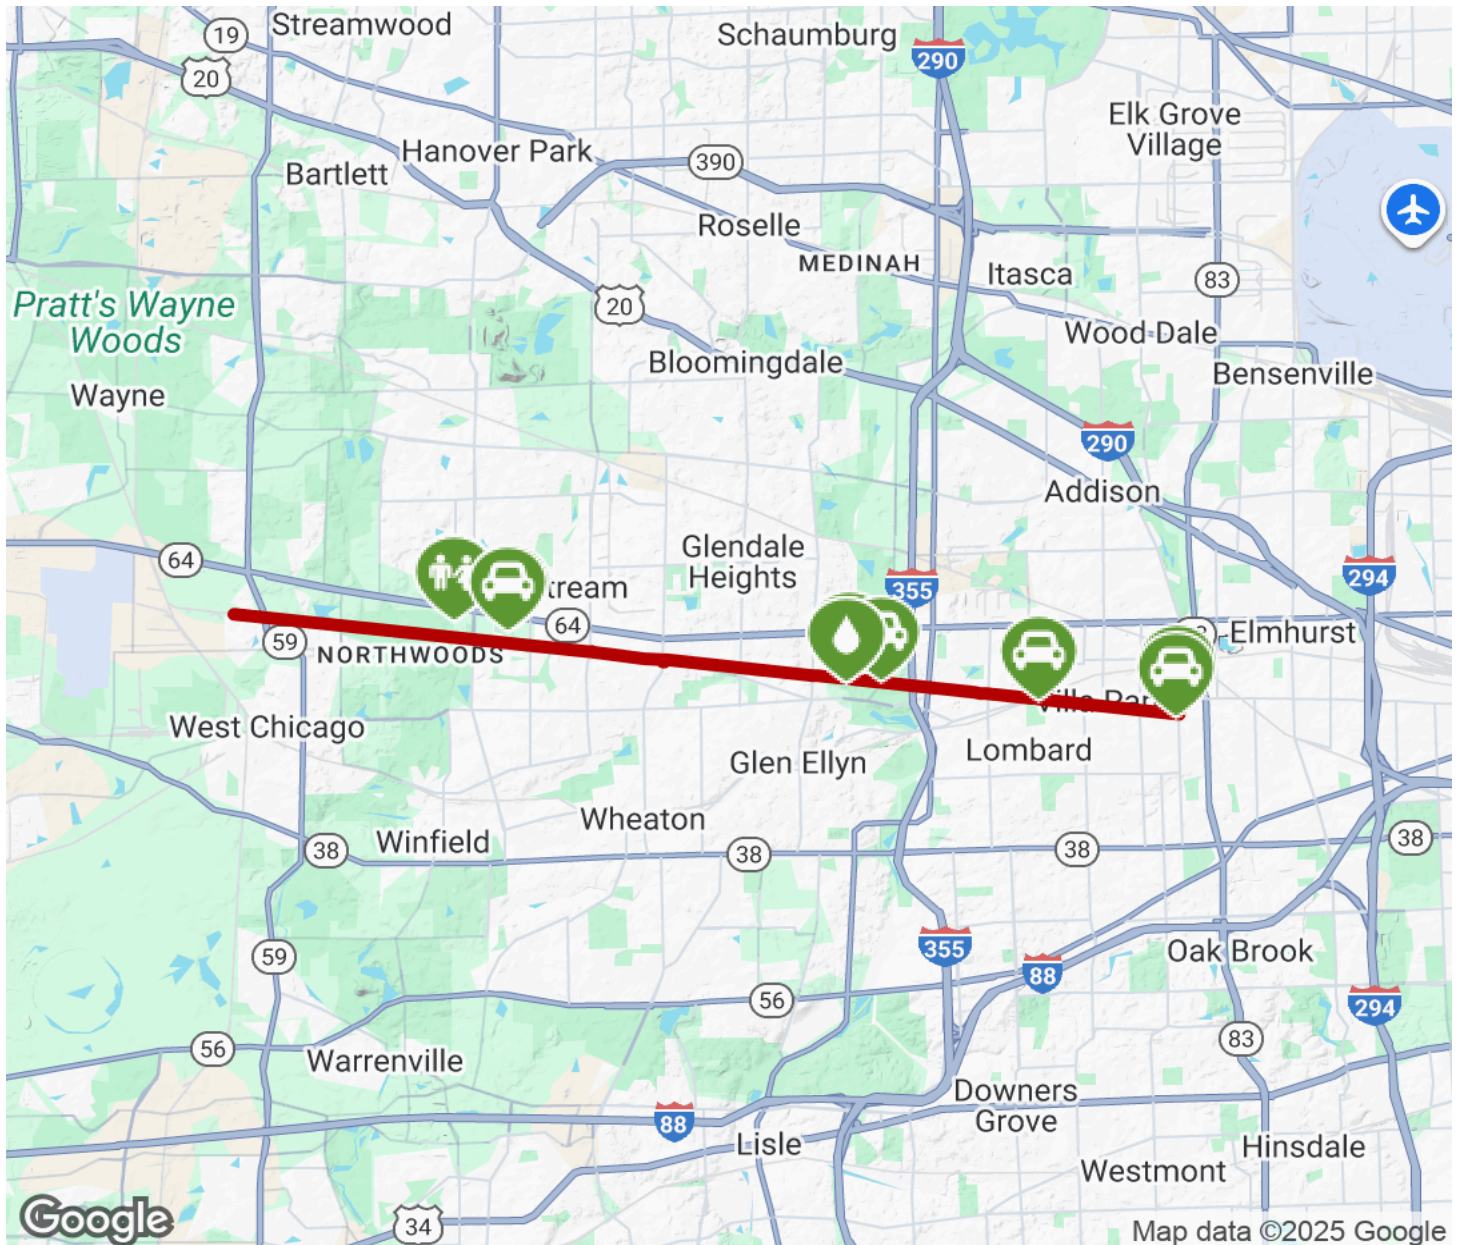 Streamwood
19
20
Schaumburg
290
Elk Grove
Village
Hanover Park
390
Bartlett
Roselle
MEDINAH
Itasca
83
Pratt's Wayne
Woods
20
Wood Dale
Bloomingdale
Bensenville
Wayne
290
Addison
64
Glendale
Heights
tream
355
294
64
Elmhurst
59
NORTHWOODS
West Chicago
Villa Par
Lombard
Glen Ellyn
Wheaton
Winfield
38
38
38
38
59
355
88
Oak Brook
56
294
56
83
Warrenville
Downers
Grove
88
Lisle
Hinsdale
Westmont
34
Google
Map data ©2025 Google